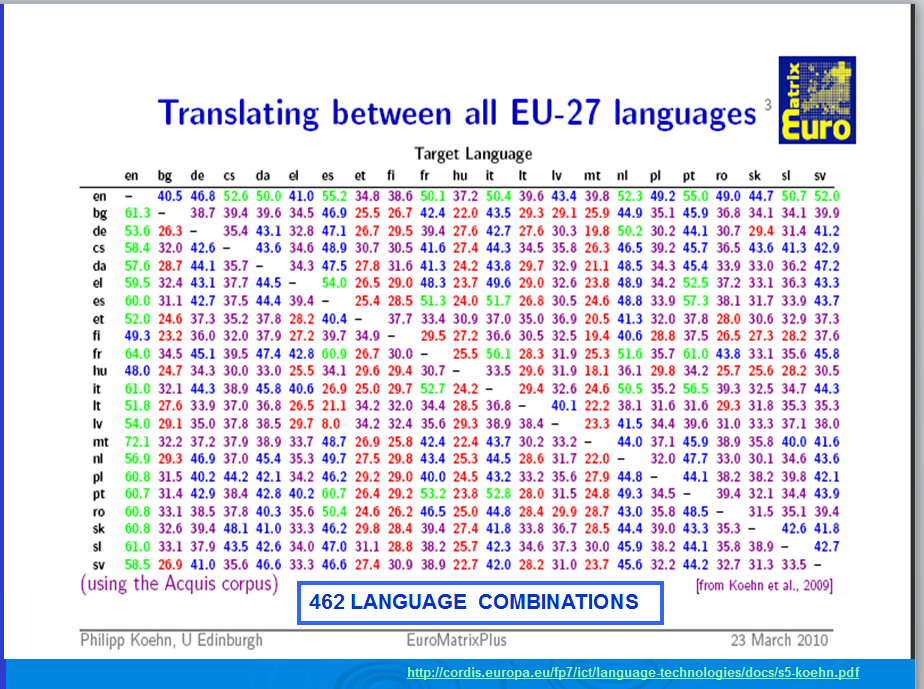 Matrix
Euro
Translating between all EU-27 languages 3
Target Language
en bg de cs da el es et fi fr hu it lt lv mt nl pl pt ro sk sl sv
en – 40.5 46.8 52.6 50.0 41.0 55.2 34.8 38.6 50.1 37.2 50.4 39.6 43.4 39.8 52.3 49.2 55.0 49.0 44.7 50.7 52.0
bg 61.3 – 38.7 39.4 39.6 34.5 46.9 25.5 26.7 42.4 22.0 43.5 29.3 29.1 25.9 44.9 35.1 45.9 36.8 34.1 34.1 39.9
de 53.6 26.3 – 35.4 43.1 32.8 47.1 26.7 29.5 39.4 27.6 42.7 27.6 30.3 19.8 50.2 30.2 44.1 30.7 29.4 31.4 41.2
cs 58.4 32.0 42.6 – 43.6 34.6 48.9 30.7 30.5 41.6 27.4 44.3 34.5 35.8 26.3 46.5 39.2 45.7 36.5 43.6 41.3 42.9
da 57.6 28.7 44.1 35.7 – 34.3 47.5 27.8 31.6 41.3 24.2 43.8 29.7 32.9 21.1 48.5 34.3 45.4 33.9 33.0 36.2 47.2
el 59.5 32.4 43.1 37.7 44.5 – 54.0 26.5 29.0 48.3 23.7 49.6 29.0 32.6 23.8 48.9 34.2 52.5 37.2 33.1 36.3 43.3
es 60.0 31.1 42.7 37.5 44.4 39.4 – 25.4 28.5 51.3 24.0 51.7 26.8 30.5 24.6 48.8 33.9 57.3 38.1 31.7 33.9 43.7
et 52.0 24.6 37.3 35.2 37.8 28.2 40.4 – 37.7 33.4 30.9 37.0 35.0 36.9 20.5 41.3 32.0 37.8 28.0 30.6 32.9 37.3
fi 49.3 23.2 36.0 32.0 37.9 27.2 39.7 34.9 – 29.5 27.2 36.6 30.5 32.5 19.4 40.6 28.8 37.5 26.5 27.3 28.2 37.6
fr 64.0 34.5 45.1 39.5 47.4 42.8 60.9 26.7 30.0 – 25.5 56.1 28.3 31.9 25.3 51.6 35.7 61.0 43.8 33.1 35.6 45.8
hu 48.0 24.7 34.3 30.0 33.0 25.5 34.1 29.6 29.4 30.7 – 33.5 29.6 31.9 18.1 36.1 29.8 34.2 25.7 25.6 28.2 30.5
it 61.0 32.1 44.3 38.9 45.8 40.6 26.9 25.0 29.7 52.7 24.2 – 29.4 32.6 24.6 50.5 35.2 56.5 39.3 32.5 34.7 44.3
lt 51.8 27.6 33.9 37.0 36.8 26.5 21.1 34.2 32.0 34.4 28.5 36.8 – 40.1 22.2 38.1 31.6 31.6 29.3 31.8 35.3 35.3
lv 54.0 29.1 35.0 37.8 38.5 29.7 8.0 34.2 32.4 35.6 29.3 38.9 38.4 – 23.3 41.5 34.4 39.6 31.0 33.3 37.1 38.0
mt 72.1 32.2 37.2 37.9 38.9 33.7 48.7 26.9 25.8 42.4 22.4 43.7 30.2 33.2 – 44.0 37.1 45.9 38.9 35.8 40.0 41.6
nl 56.9 29.3 46.9 37.0 45.4 35.3 49.7 27.5 29.8 43.4 25.3 44.5 28.6 31.7 22.0 – 32.0 47.7 33.0 30.1 34.6 43.6
pl 60.8 31.5 40.2 44.2 42.1 34.2 46.2 29.2 29.0 40.0 24.5 43.2 33.2 35.6 27.9 44.8 – 44.1 38.2 38.2 39.8 42.1
pt 60.7 31.4 42.9 38.4 42.8 40.2 60.7 26.4 29.2 53.2 23.8 52.8 28.0 31.5 24.8 49.3 34.5 – 39.4 32.1 34.4 43.9
ro 60.8 33.1 38.5 37.8 40.3 35.6 50.4 24.6 26.2 46.5 25.0 44.8 28.4 29.9 28.7 43.0 35.8 48.5 – 31.5 35.1 39.4
sk 60.8 32.6 39.4 48.1 41.0 33.3 46.2 29.8 28.4 39.4 27.4 41.8 33.8 36.7 28.5 44.4 39.0 43.3 35.3 – 42.6 41.8
sl 61.0 33.1 37.9 43.5 42.6 34.0 47.0 31.1 28.8 38.2 25.7 42.3 34.6 37.3 30.0 45.9 38.2 44.1 35.8 38.9 – 42.7
sv 58.5 26.9 41.0 35.6 46.6 33.3 46.6 27.4 30.9 38.9 22.7 42.0 28.2 31.0 23.7 45.6 32.2 44.2 32.7 31.3 33.5 –
(using the Acquis corpus) [from Koehn et al., 2009]
462 LANGUAGE COMBINATIONS
Philipp Koehn, U Edinburgh EuroMatrixPlus 23 March 2010
http://cordis.europa.eu/fp7/ict/language-technologies/docs/s5-koehn.pdf